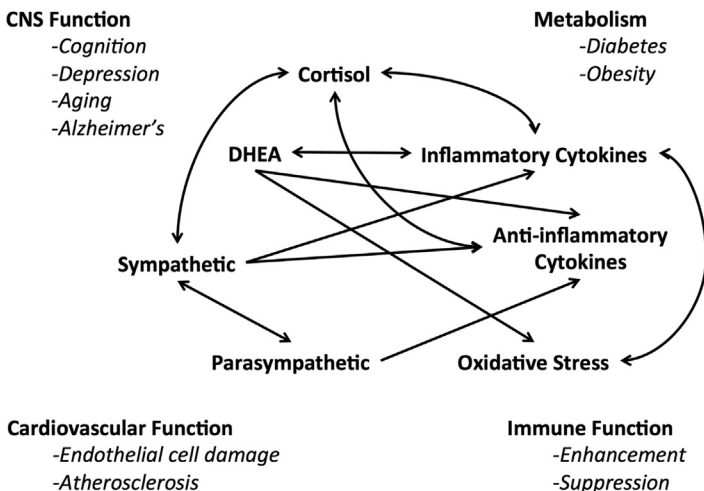 CNS Function
-Cognition
-Depression
-Aging
-Alzheimer's
Metabolism
-Diabetes
-Obesity
Cortisol
DHEA
Inflammatory Cytokines
Anti-inflammatory
Cytokines
Sympathetic
Parasympathetic
Oxidative Stress
Cardiovascular Function
-Endothelial cell damage
-Atherosclerosis
Immune Function
-Enhancement
-Suppression